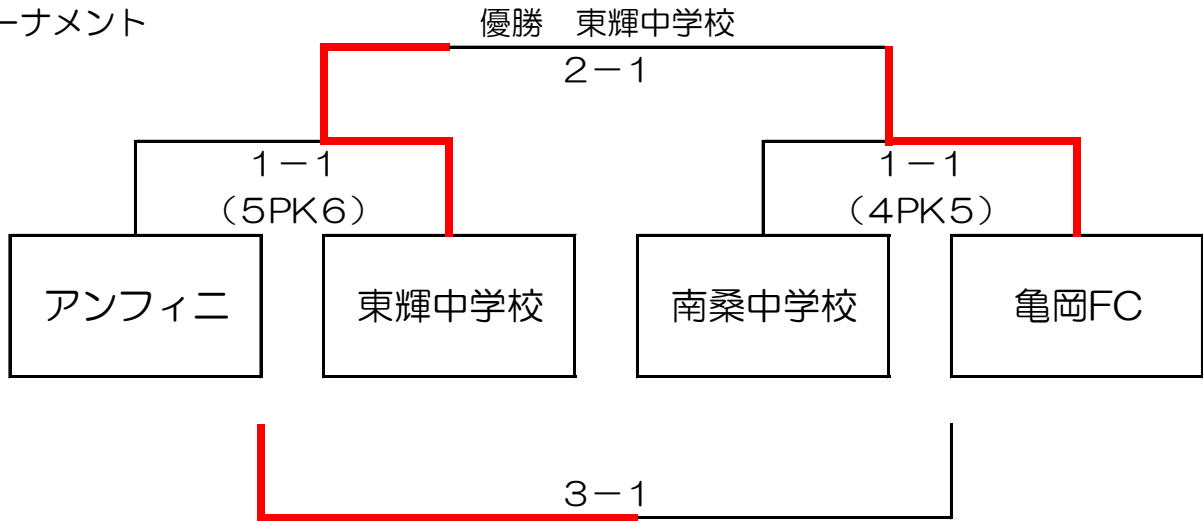 ーナメント
優勝　東輝中学校
2－1
1－1
1－1
（5PK6）
（4PK5）
アンフィニ
東輝中学校
南桑中学校
亀岡FC
3－1